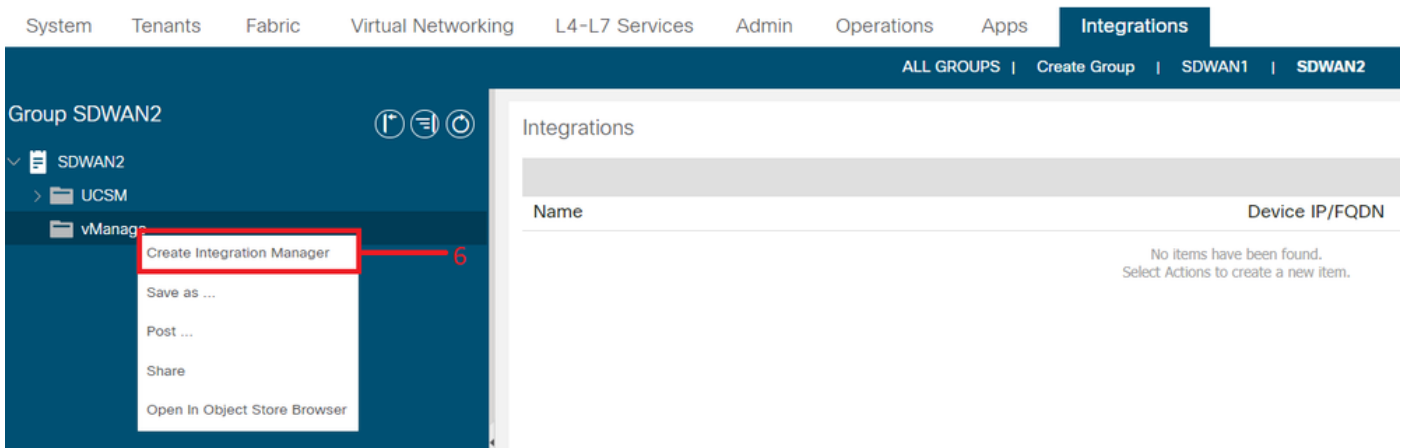 System Tenants Fabric Virtual Networking L4-L7 Services Admin Operations Apps Integrations
ALL GROUPS | Create Group | SDWAN1 | SDWAN2
Group SDWAN2
Integrations
SDWAN2
UCSM
vManage
Name Device IP/FQDN
Create Integration Manager 6
No items have been found.
Select Actions to create a new item.
Save as ...
Post ...
Share
Open In Object Store Browser